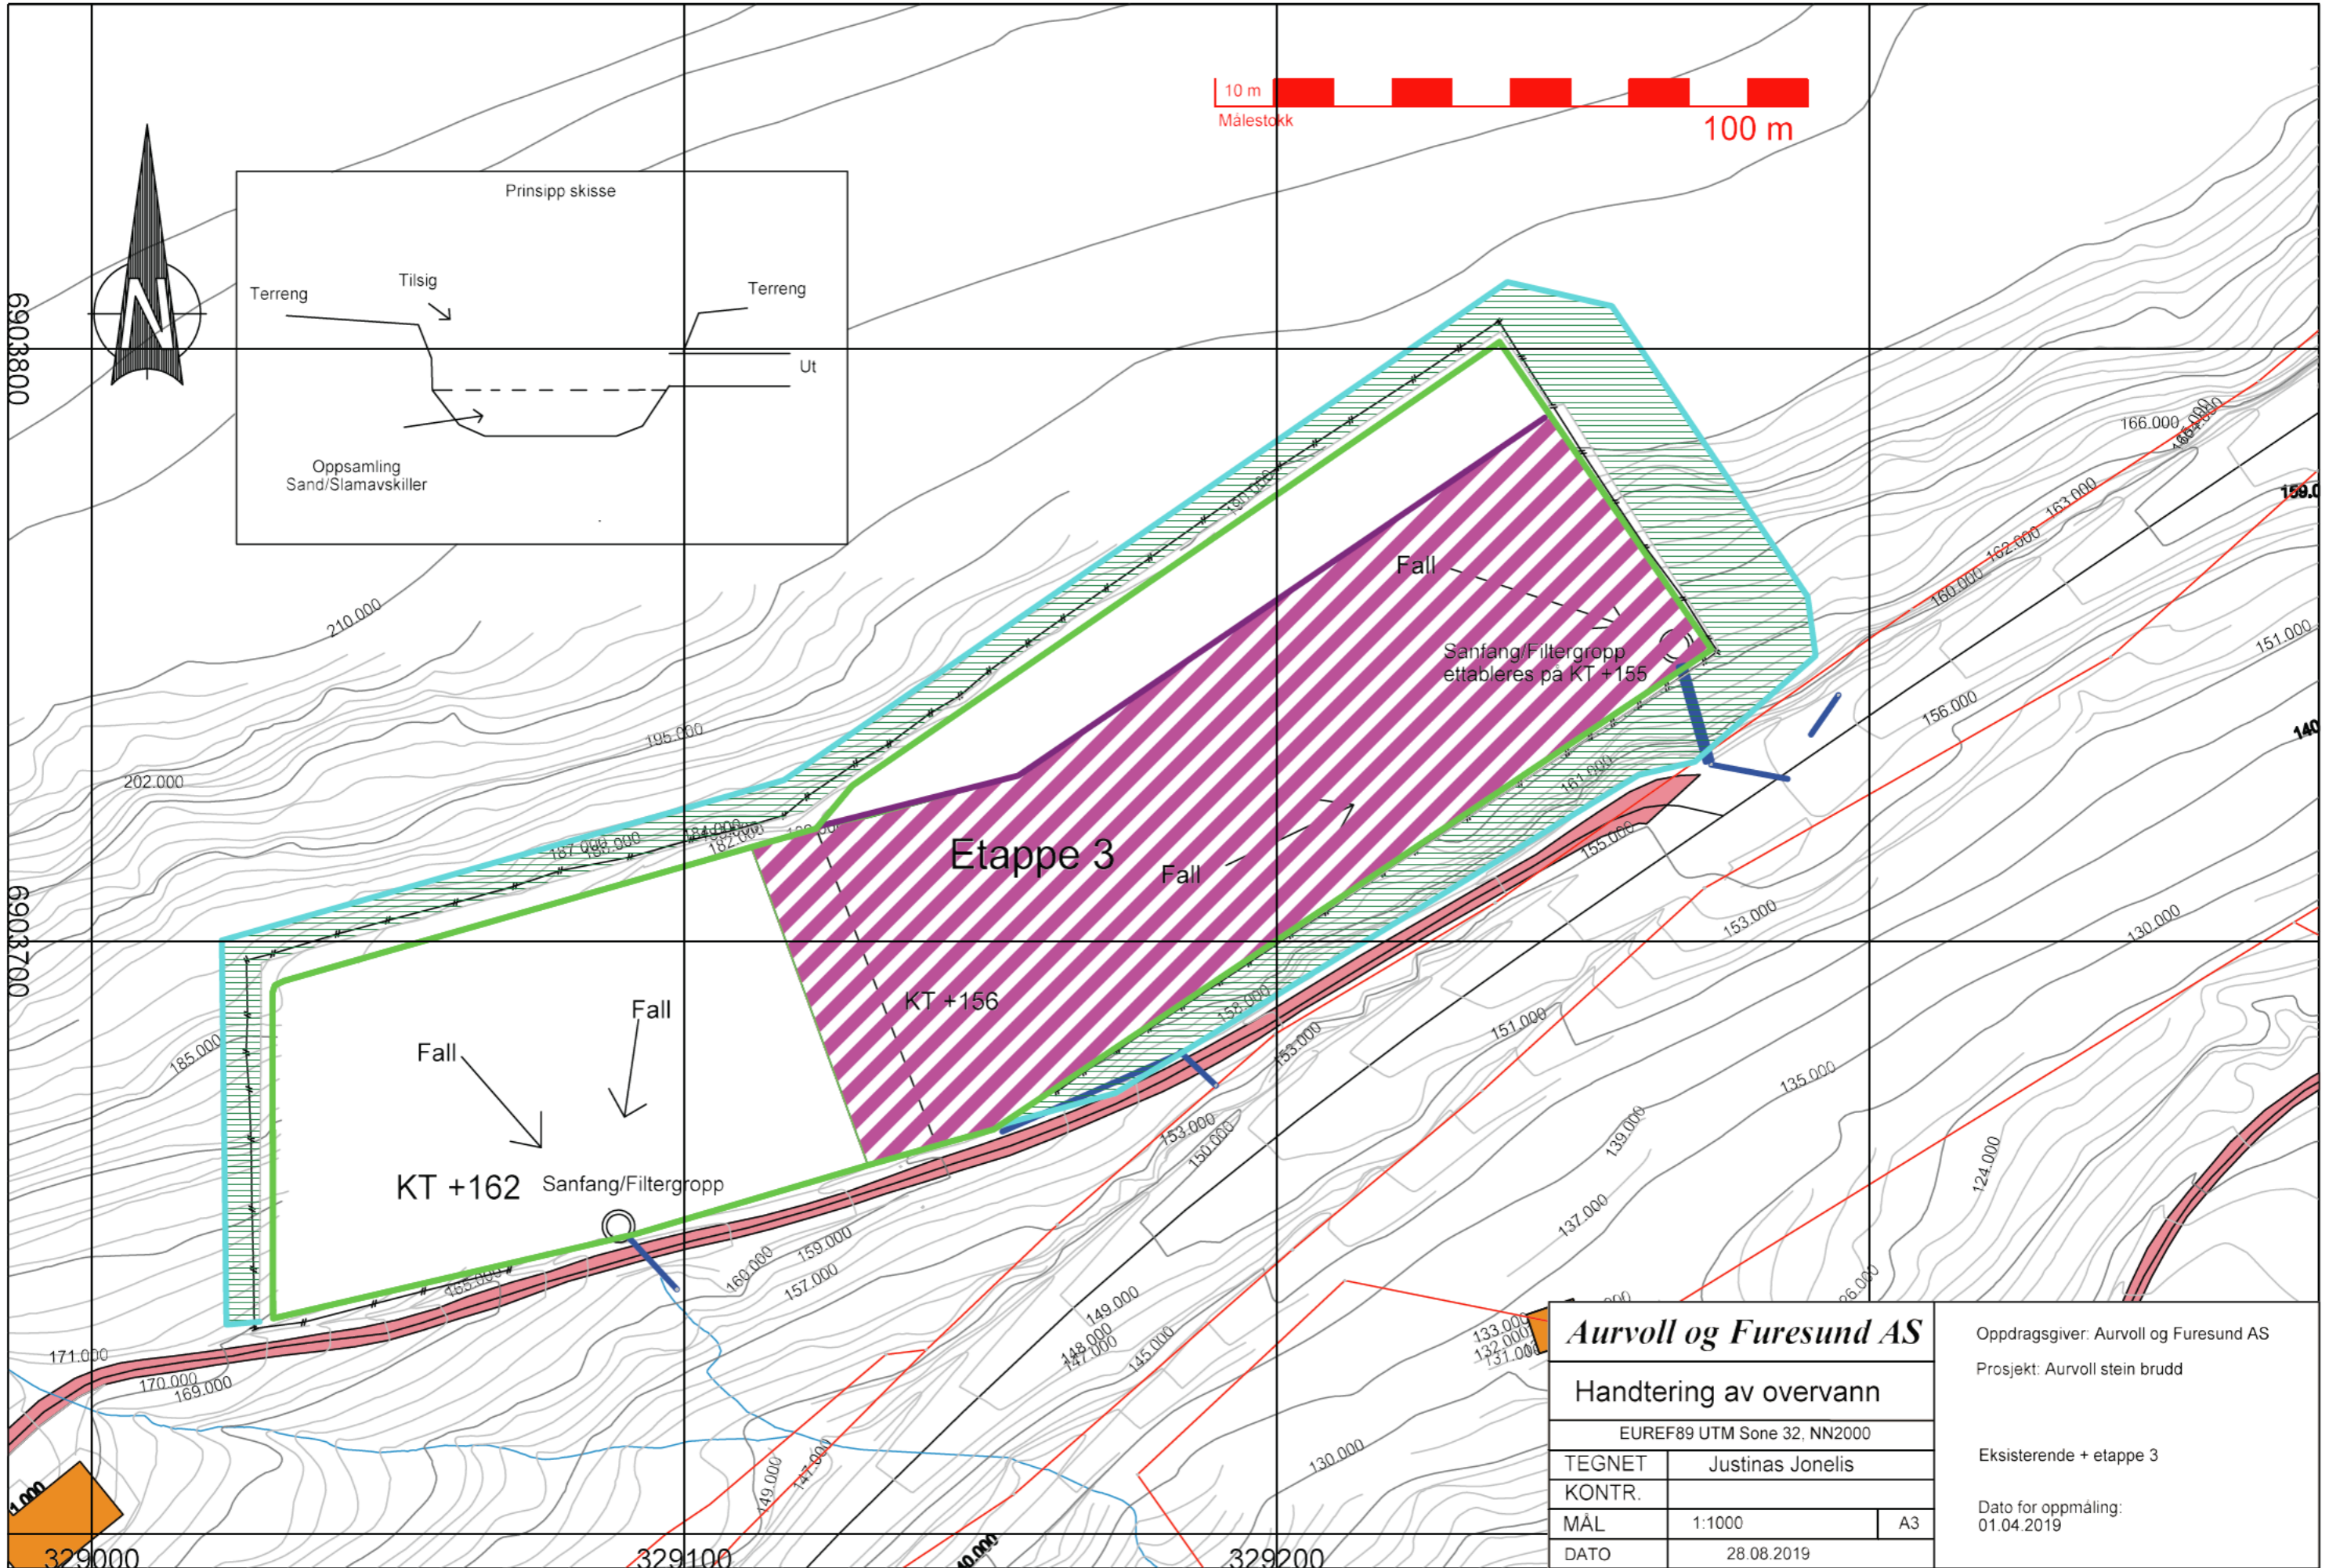 10 m
Målestokk
100 m
N
Prinsipp skisse
Terreng
Tilsig
Terreng
Ut
Oppsamling
Sand/Slamavskiller
6903800
6903700
210.000
202.000
195.000
190.000
187.000
184.000
182.000
185.000
171.000
170.000
169.000
165.000
Fall
Sanfang/Filtergropp
ettableres på KT +155
Etappe 3
Fall
KT +156
Fall
Fall
KT +162
Sanfang/Filtergropp
166.000
163.000
162.000
160.000
159.0
151.000
156.000
140
161.000
155.000
153.000
130.000
158.000
153.000
151.000
135.000
153.000
150.000
139.000
124.000
137.000
160.000
159.000
157.000
149.000
148.000
147.000
145.000
133.000
132.000
131.000
149.000
147.000
130.000
1.000
329000
329100
329200
Aurvoll og Furesund AS
Handtering av overvann
EUREF89 UTM Sone 32, NN2000
TEGNET Justinas Jonelis
KONTR.
MÅL 1:1000 A3
DATO 28.08.2019
Oppdragsgiver: Aurvoll og Furesund AS
Prosjekt: Aurvoll stein brudd
Eksisterende + etappe 3
Dato for oppmåling:
01.04.2019